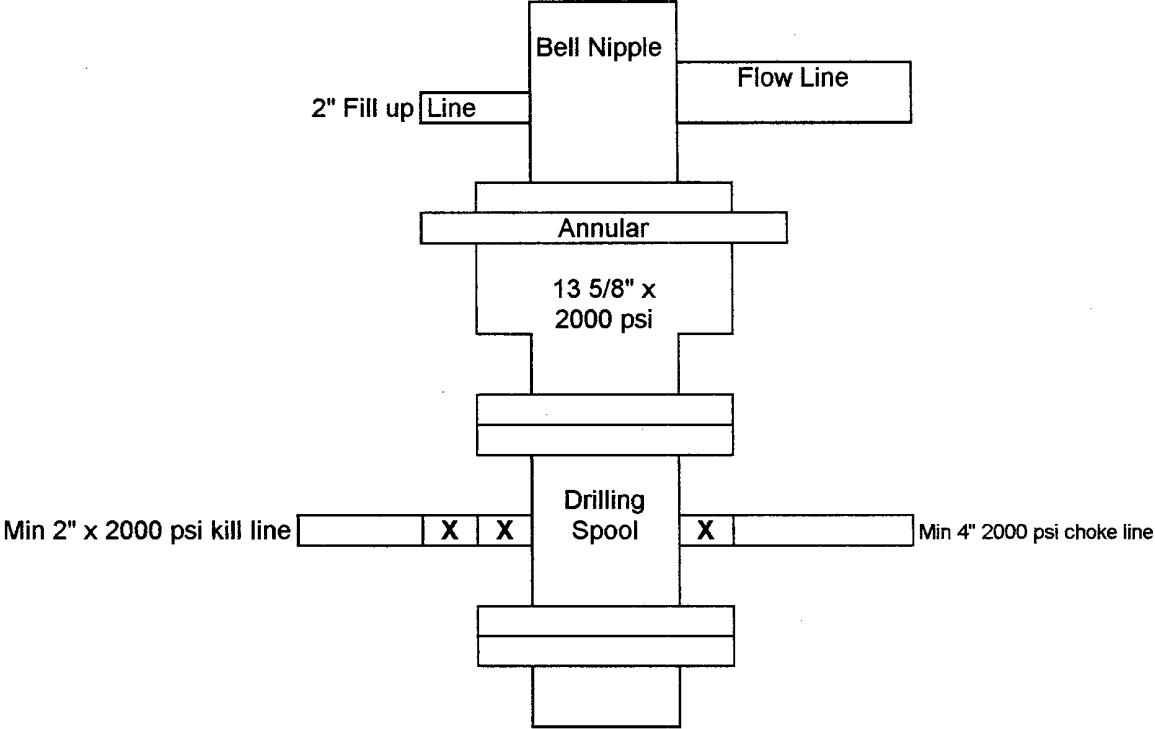 Bell Nipple
Flow Line
2" Fill up Line
Annular
13 5/8" x
2000 psi
Drilling
Spool
Min 2" x 2000 psi kill line
X X
X
Min 4" 2000 psi choke line